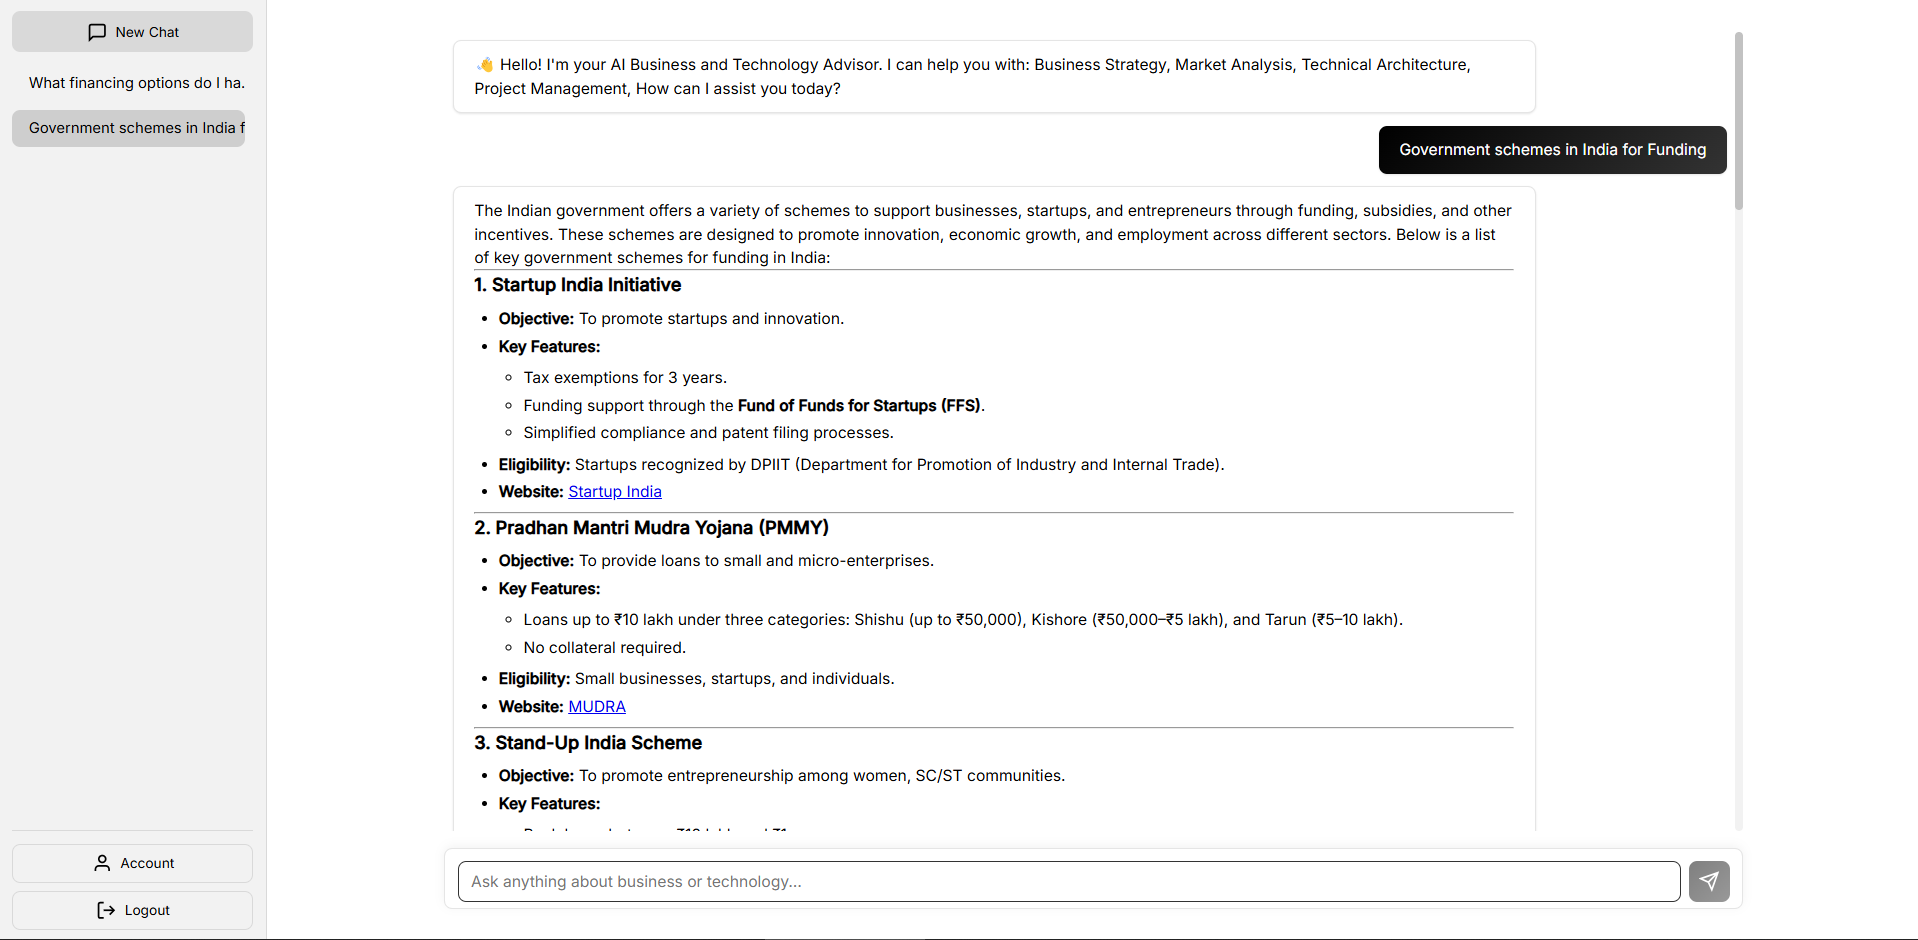 New Chat
What financing options do I ha.
Government schemes in India f
Account
Logout
👋 Hello! I'm your AI Business and Technology Advisor. I can help you with: Business Strategy, Market Analysis, Technical Architecture,
Project Management, How can I assist you today?
Government schemes in India for Funding
The Indian government offers a variety of schemes to support businesses, startups, and entrepreneurs through funding, subsidies, and other
incentives. These schemes are designed to promote innovation, economic growth, and employment across different sectors. Below is a list
of key government schemes for funding in India:
1. Startup India Initiative
• Objective: To promote startups and innovation.
• Key Features:
◦ Tax exemptions for 3 years.
◦ Funding support through the Fund of Funds for Startups (FFS).
◦ Simplified compliance and patent filing processes.
• Eligibility: Startups recognized by DPIIT (Department for Promotion of Industry and Internal Trade).
• Website: Startup India
2. Pradhan Mantri Mudra Yojana (PMMY)
• Objective: To provide loans to small and micro-enterprises.
• Key Features:
◦ Loans up to ₹10 lakh under three categories: Shishu (up to ₹50,000), Kishore (₹50,000–₹5 lakh), and Tarun (₹5–10 lakh).
◦ No collateral required.
• Eligibility: Small businesses, startups, and individuals.
• Website: MUDRA
3. Stand-Up India Scheme
• Objective: To promote entrepreneurship among women, SC/ST communities.
• Key Features:
Ask anything about business or technology...